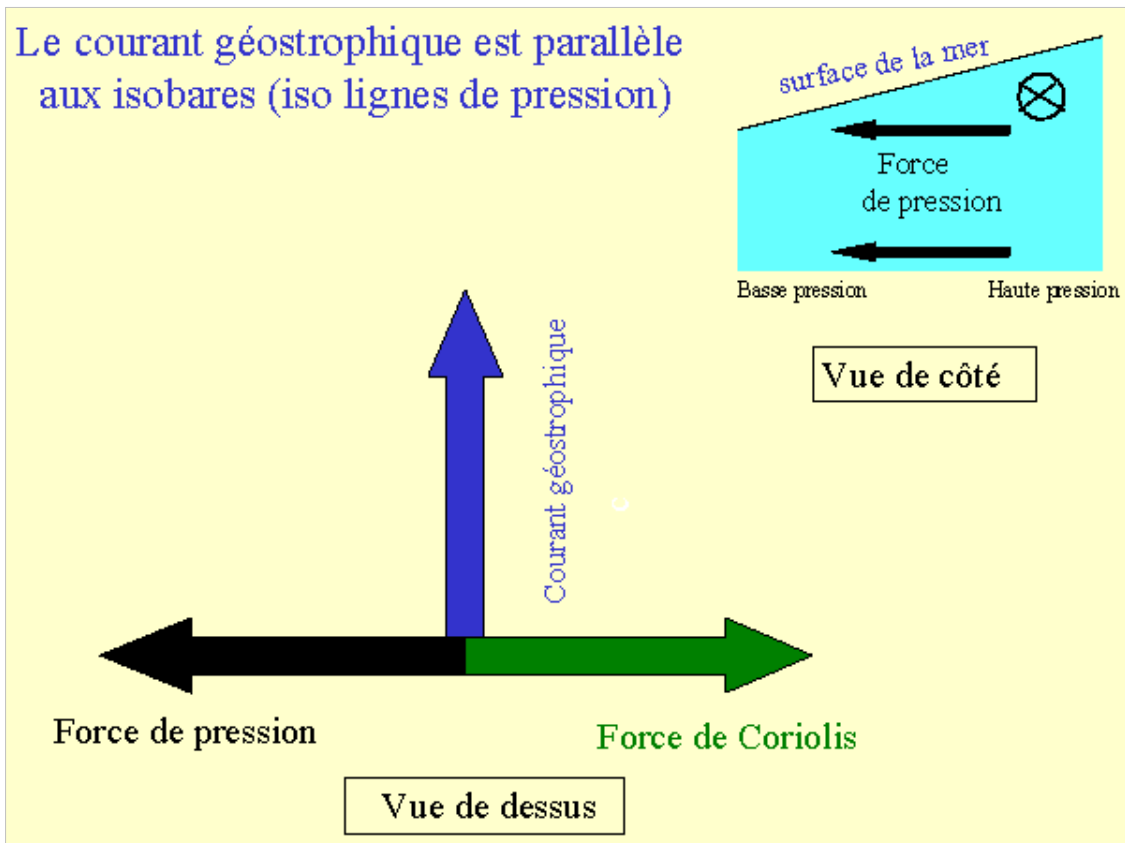 Le courant géostrophique est parallèle
aux isobares (iso lignes de pression)
surface de la mer
Force
de pression
Basse pression
Haute pression
Vue de côté
Courant géostrophique
c
Force de pression
Force de Coriolis
Vue de dessus